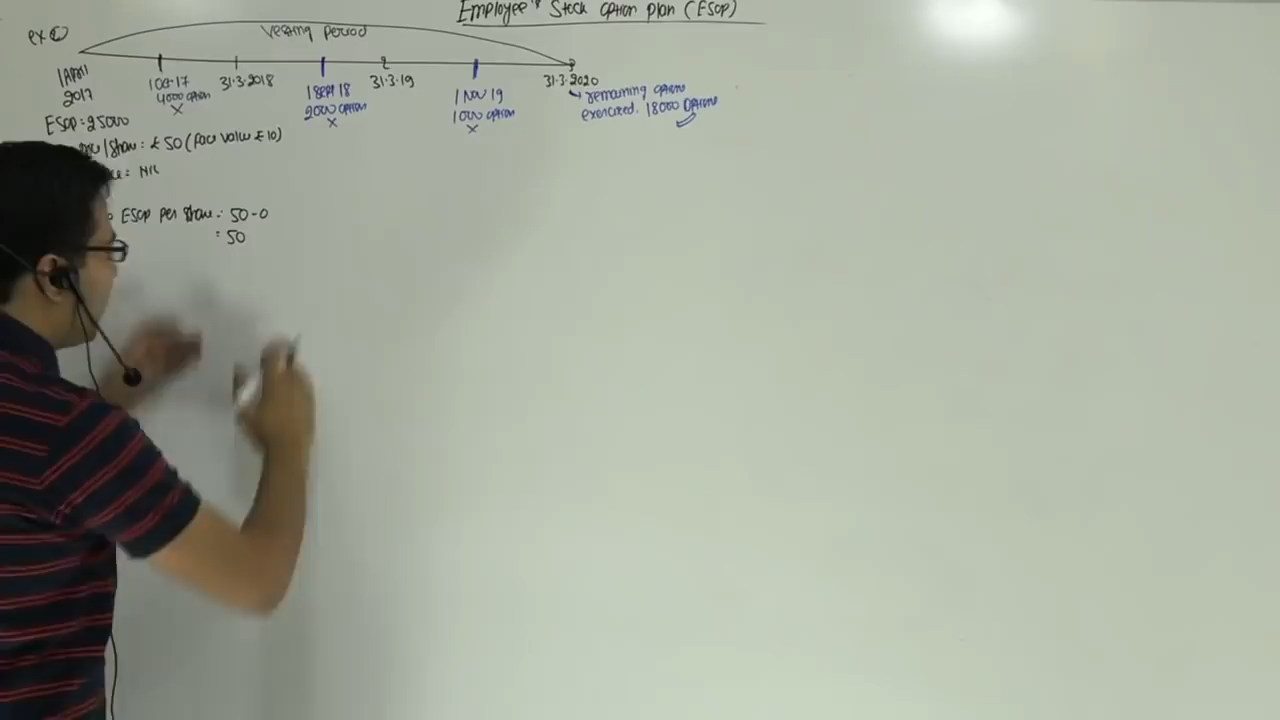 Employee's Stock Option Plan (ESOP)
ex ①
Vesting period
1 April 2017
1 Oct-17
4000 option
X
31.3.2018
1 Sept 18
2000 option
X
31.3.19
1 Nov 19
1000 option
X
31.3.2020
→ remaining options
exercised. 18000 options
ESOP = 25000
/share: ₤ 50 (face value ₤ 10)
= NIL
ESOP per share: 50-0
: 50